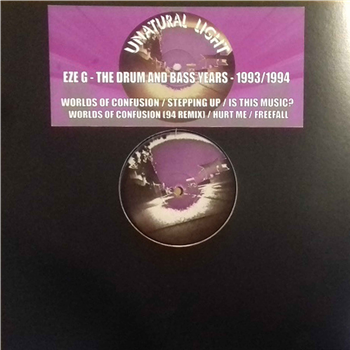 UNATURAL LIGHT
EZE G - THE DRUM AND BASS YEARS - 1993/1994
WORLDS OF CONFUSION / STEPPING UP / IS THIS MUSIC?
WORLDS OF CONFUSION (94 REMIX) / HURT ME / FREEFALL